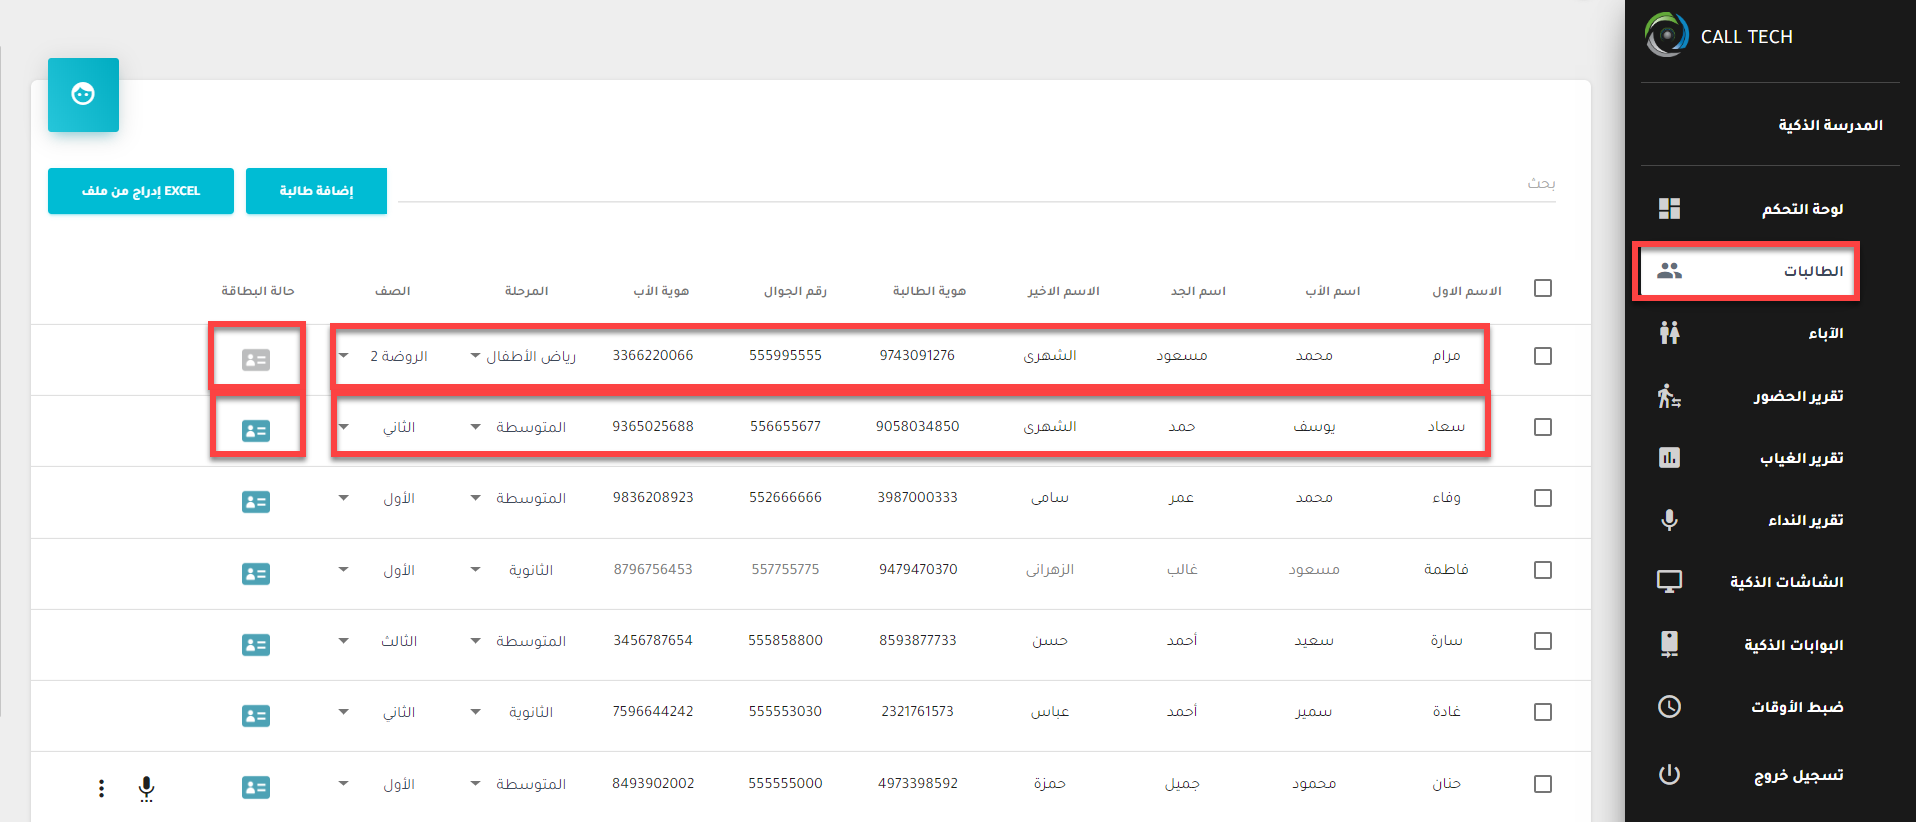 CALL TECH
المدرسة الذكية
لوحة التحكم
الطالبات
الآباء
تقرير الحضور
تقرير الغياب
تقرير النداء
الشاشات الذكية
البوابات الذكية
ضبط الأوقات
تسجيل خروج
بحث
إضافة طالبة
إدراج من ملف EXCEL
الاسم الاول اسم الأب اسم الجد الاسم الاخير هوية الطالبة رقم الجوال هوية الأب المرحلة الصف حالة البطاقة
مرام محمد مسعود الشهرى 9743091276 555995555 3366220066 رياض الأطفال الروضة 2
سعاد يوسف حمد الشهرى 9058034850 556655677 9365025688 المتوسطة الثاني
وفاء محمد عمر سامى 3987000333 552666666 9836208923 المتوسطة الأول
فاطمة مسعود غالب الزهرانى 9479470370 557755775 8796756453 الثانوية الأول
سارة سعيد أحمد حسن 8593877733 555858800 3456787654 المتوسطة الثالث
غادة سمير أحمد عباس 2321761573 555553030 7596644242 الثانوية الثاني
حنان محمود جميل حمزة 4973398592 555555000 8493902002 المتوسطة الأول